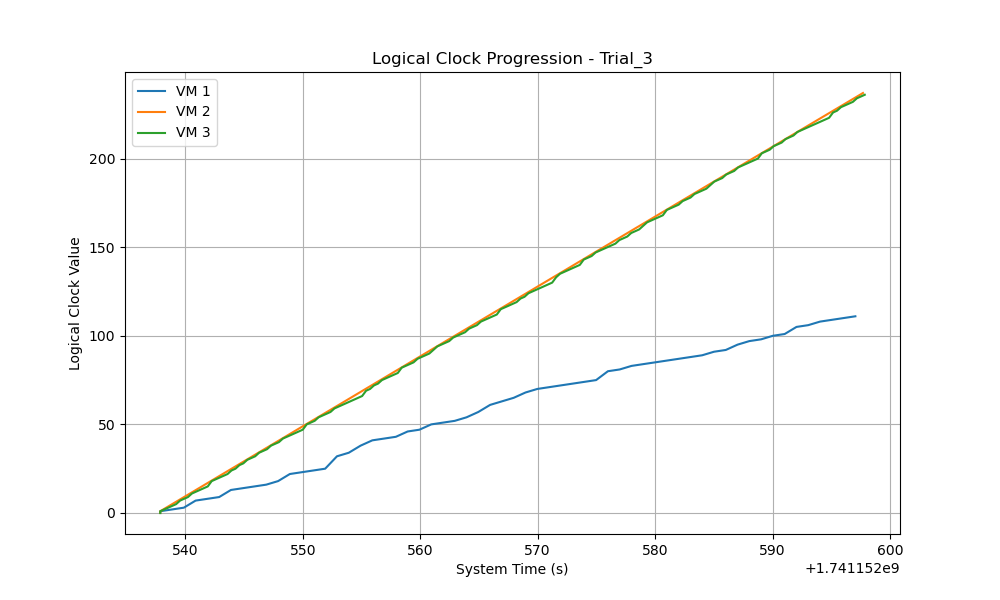 Logical Clock Progression - Trial_3
VM 1
VM 2
VM 3
Logical Clock Value
200
150
100
50
0
540
550
560
570
580
590
600
System Time (s)
+1.741152e9